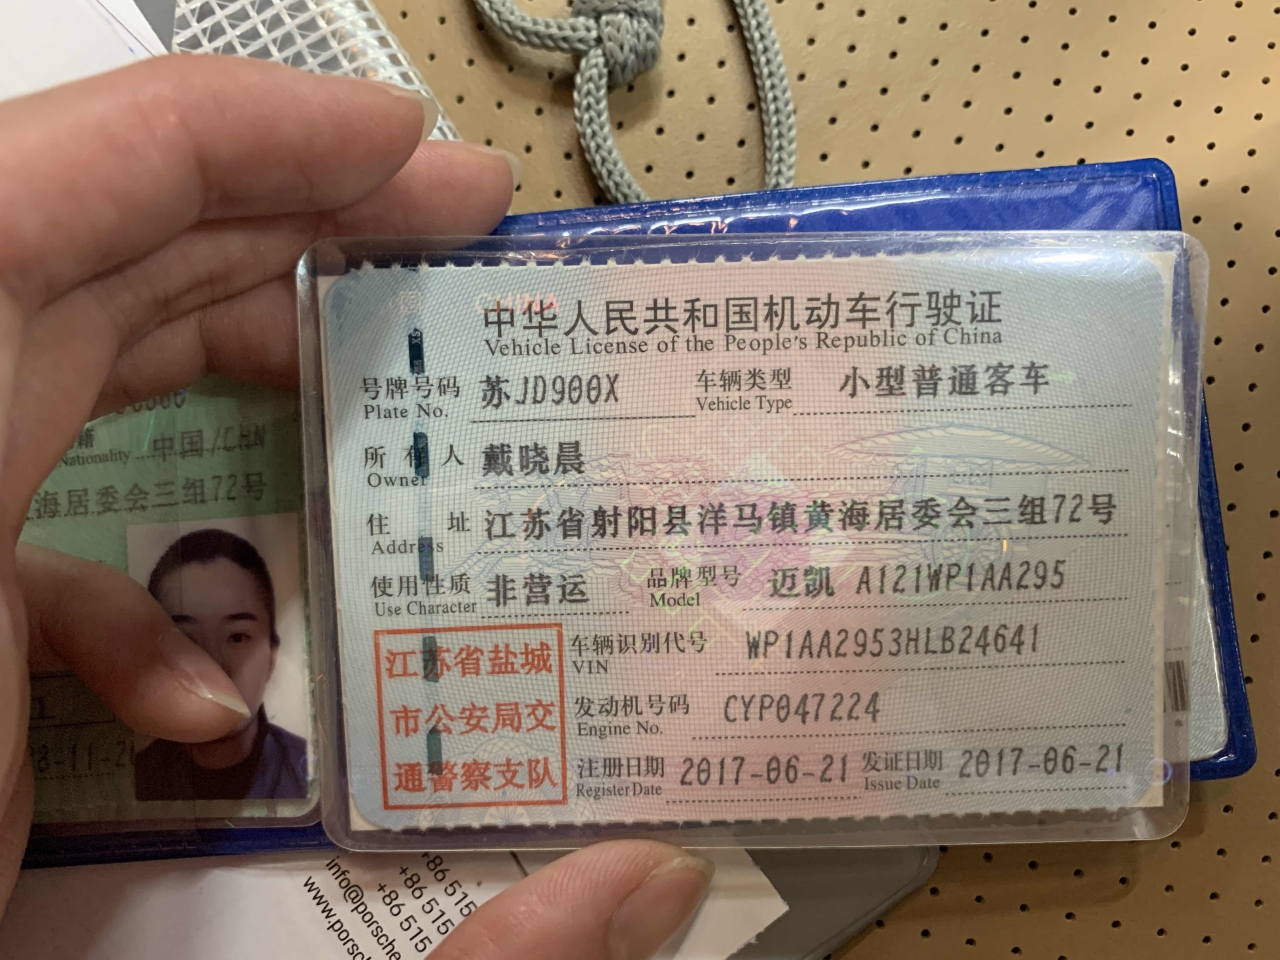 中华人民共和国机动车行驶证
Vehicle License of the People's Republic of China
号牌号码 苏JD900X 车辆类型 小型普通客车
Plate No. Vehicle Type
所有人 戴晓晨
Owner
住址 江苏省射阳县洋马镇黄海居委会三组72号
Address
使用性质 非营运 品牌型号 迈凯 A121WP1AA295
Use Character Model
江苏省盐城
市公安局交
通警察支队
车辆识别代号 WP1AA2953HLB24641
VIN
发动机号码 CYP047224
Engine No.
注册日期 2017-06-21 发证日期 2017-06-21
Register Date Issue Date
Nationality 中国/CHN
海居委会三组72号
+86 515
+86 515
+86 515
info@porsche
www.porsche